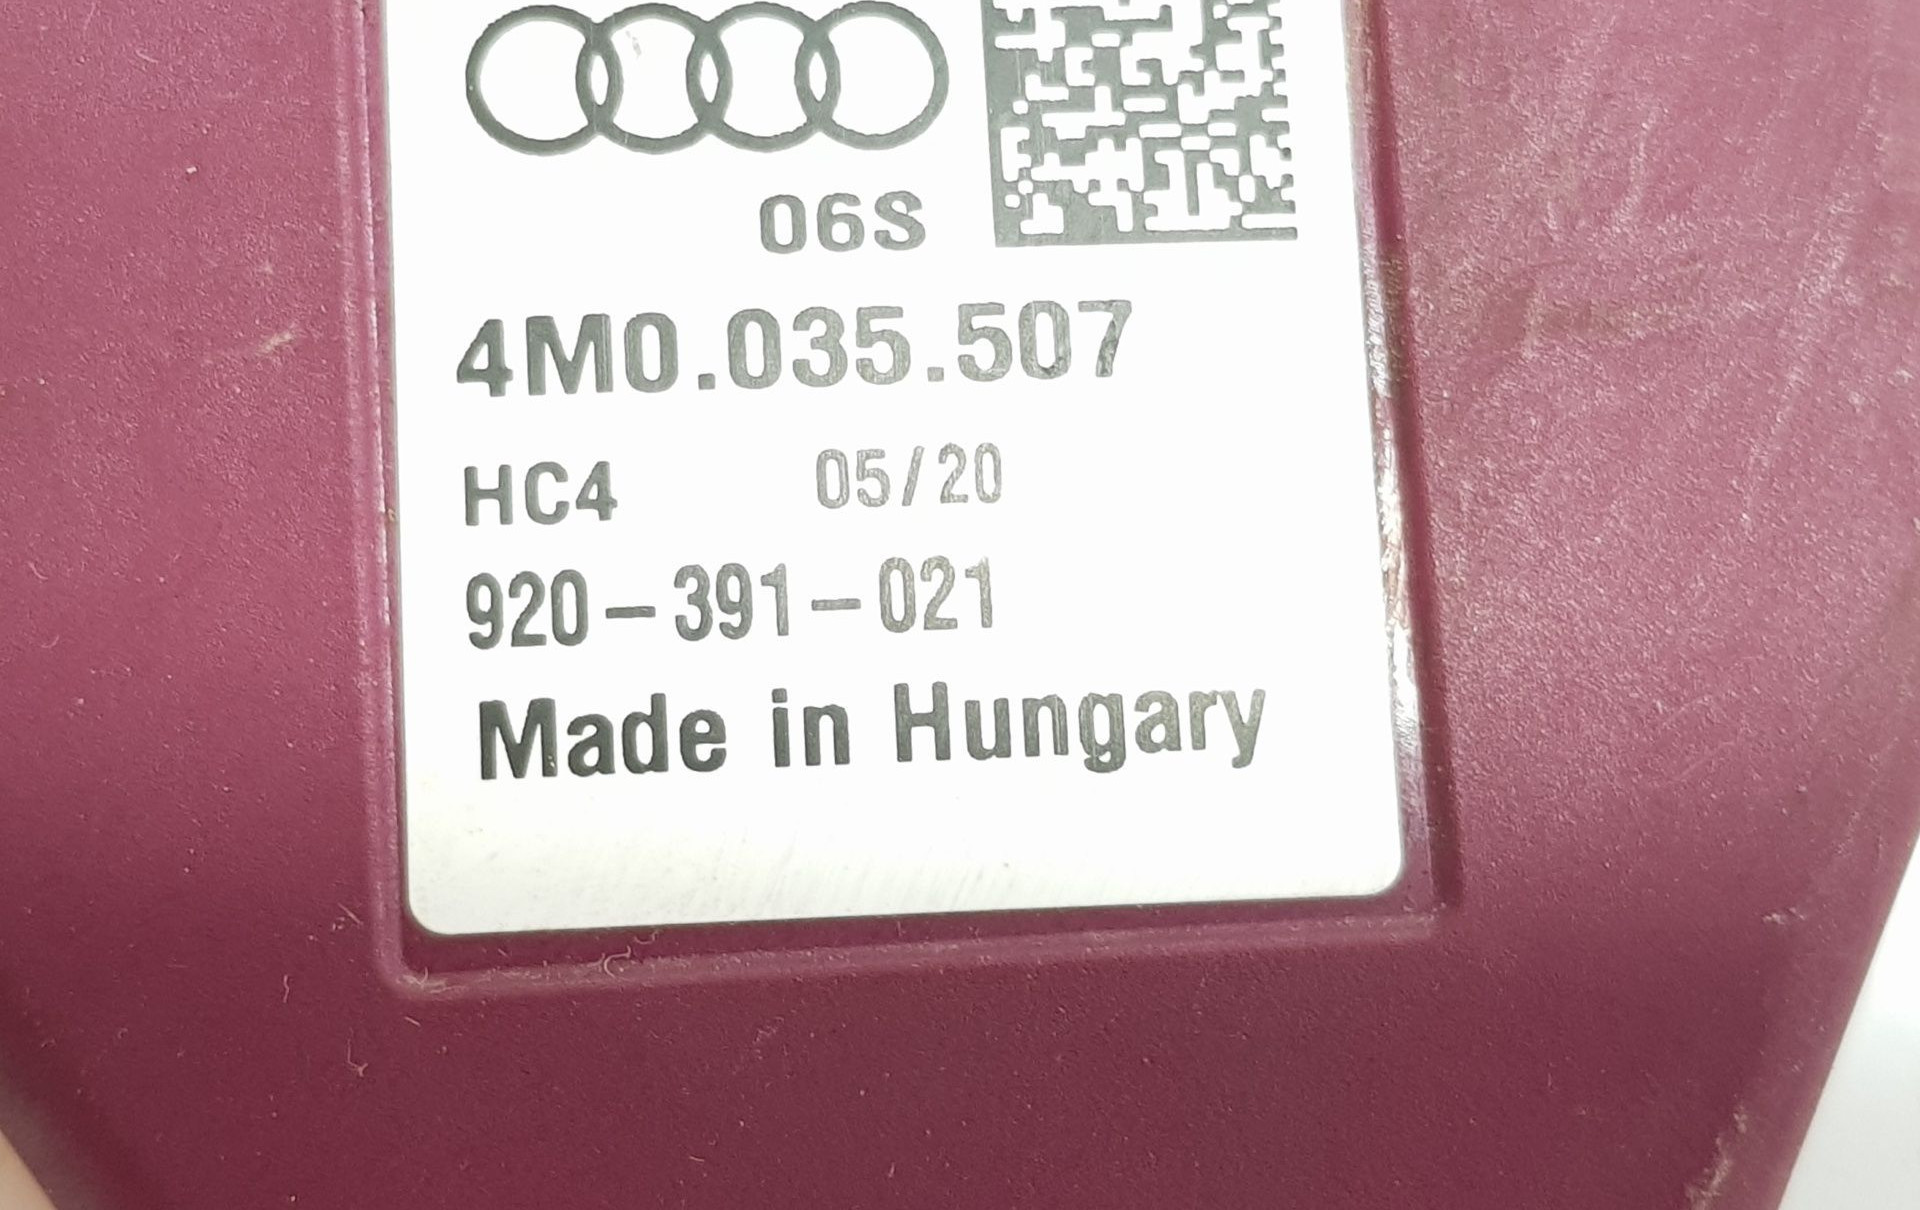 06S
4M0.035.507
HC4 05/20
920-391-021
Made in Hungary